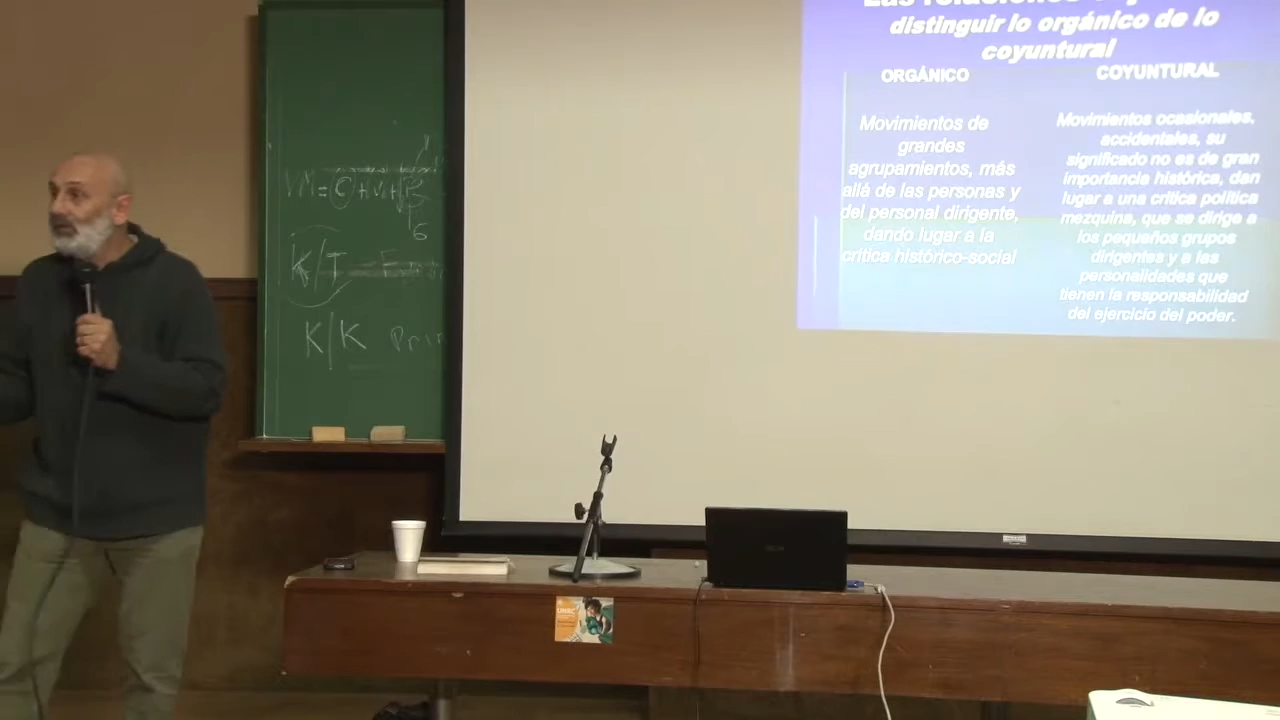 Las relaciones
distinguir lo orgánico de lo
coyuntural
ORGÁNICO
Movimientos de
grandes
agrupamientos, más
allá de las personas y
del personal dirigente,
dando lugar a la
crítica histórico-social
COYUNTURAL
Movimientos ocasionales,
accidentales, su
significado no es de gran
importancia histórica, dan
lugar a una crítica política
mezquina, que se dirige a
los pequeños grupos
dirigentes y a las
personalidades que
tienen la responsabilidad
del ejercicio del poder.
K/T
K/K